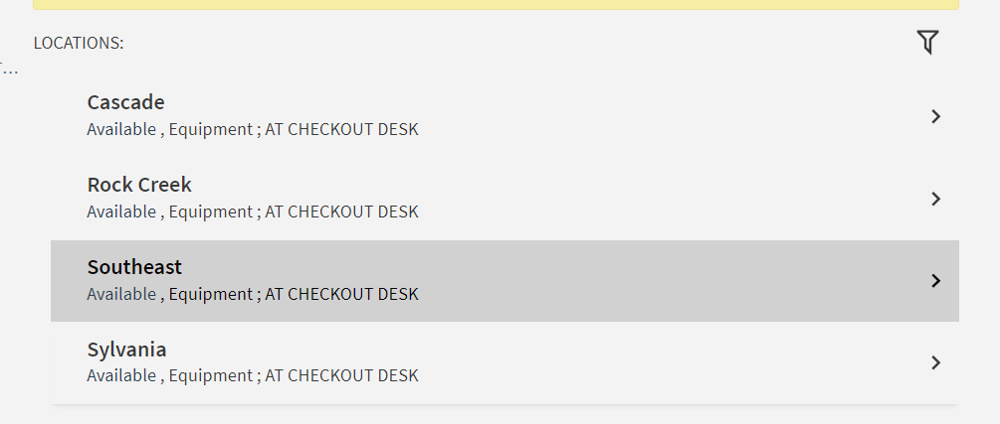 LOCATIONS:
Cascade
Available , Equipment ; AT CHECKOUT DESK
Rock Creek
Available , Equipment ; AT CHECKOUT DESK
Southeast
Available , Equipment ; AT CHECKOUT DESK
Sylvania
Available , Equipment ; AT CHECKOUT DESK